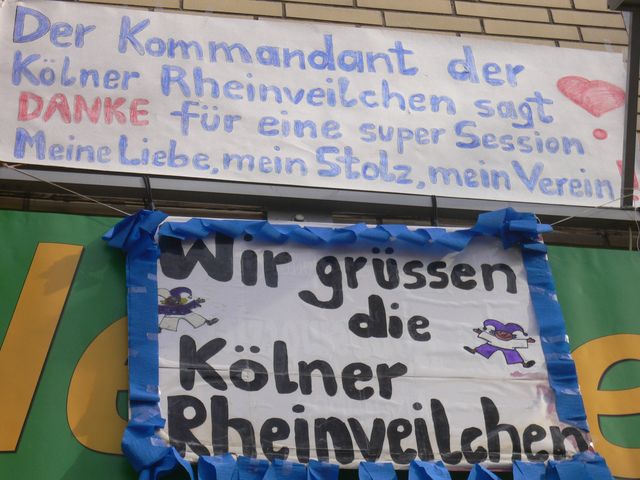 Der Kommandant der
Kölner Rheinveilchen sagt
DANKE für eine super Session
Meine Liebe, mein Stolz, mein Verein!!
Wir grüssen
die
Kölner
Rheinveilchen